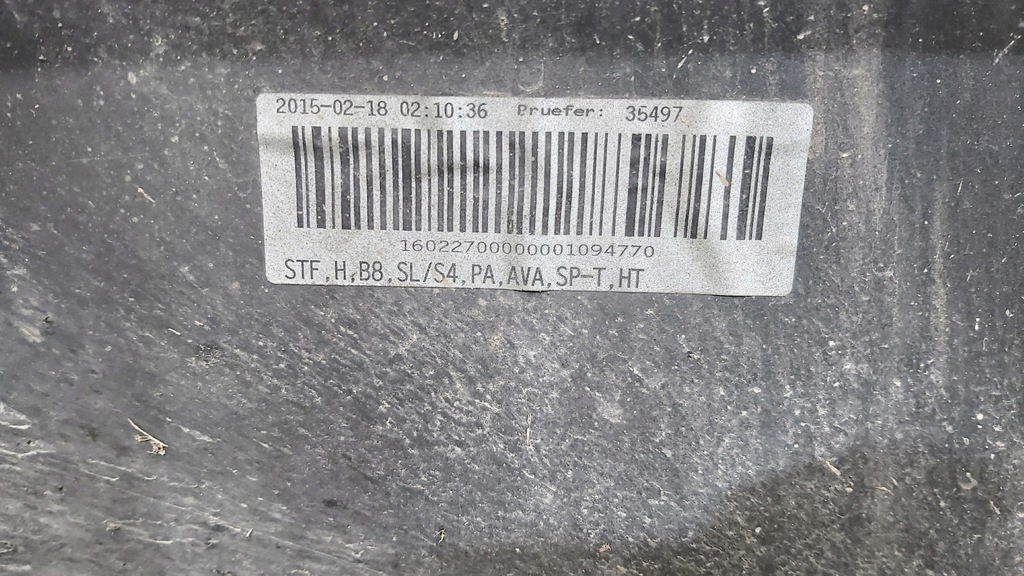 2015-02-18 02:10:36 Pruefer: 35497
16022700000001094770
STF,H,B8,SL/S4,PA,AVA,SP-T,HT